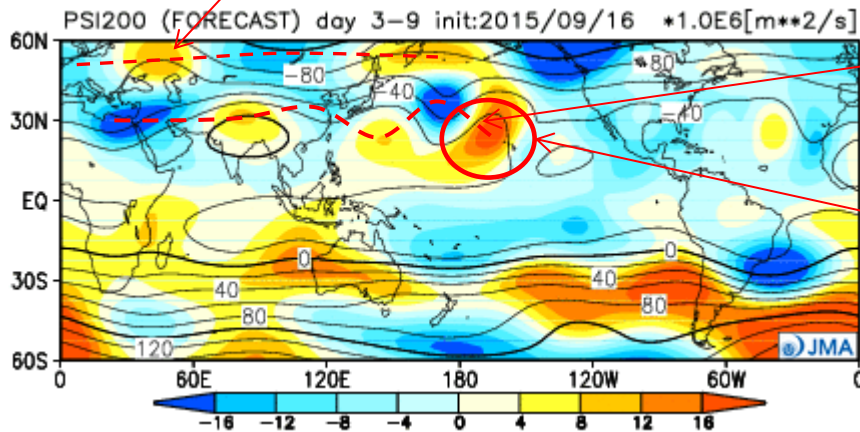 PSI200 (FORECAST) day 3-9 init:2015/09/16 *1.0E6[m**2/s]
60N
-80
-80
-40
-40
30N
EQ
0
0
30S
40
40
80
80
120
60S
JMA
0 60E 120E 180 120W 60W 0
-16 -12 -8 -4 0 4 8 12 16